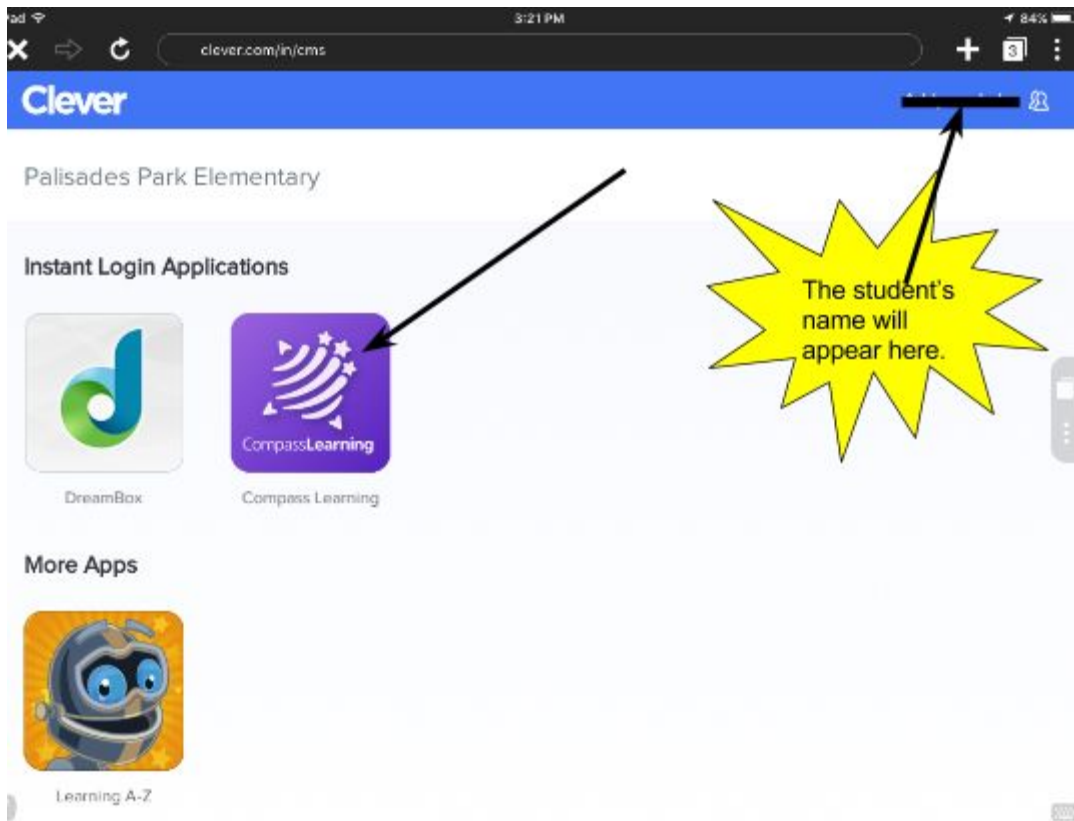 3:21 PM
84%
clever.com/in/cms
3
Clever
Palisades Park Elementary
Instant Login Applications
The student's
name will
appear here.
CompassLearning
DreamBox
Compass Learning
More Apps
Learning A-Z